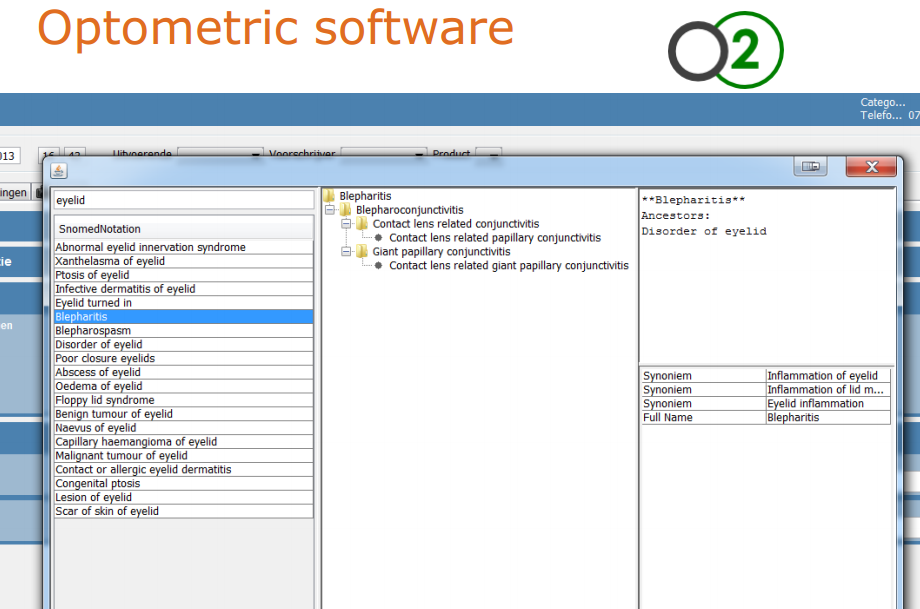 Optometric software
O2
Catego...
Telefo... 07
013 16 42 Uitvoerende Voorschrijver Product
ingen
ie
en
eyelid
SnomedNotation
Abnormal eyelid innervation syndrome
Xanthelasma of eyelid
Ptosis of eyelid
Infective dermatitis of eyelid
Eyelid turned in
Blepharitis
Blepharospasm
Disorder of eyelid
Poor closure eyelids
Abscess of eyelid
Oedema of eyelid
Floppy lid syndrome
Benign tumour of eyelid
Naevus of eyelid
Capillary haemangioma of eyelid
Malignant tumour of eyelid
Contact or allergic eyelid dermatitis
Congenital ptosis
Lesion of eyelid
Scar of skin of eyelid
Blepharitis
Blepharoconjunctivitis
Contact lens related conjunctivitis
Contact lens related papillary conjunctivitis
Giant papillary conjunctivitis
Contact lens related giant papillary conjunctivitis
**Blepharitis**
Ancestors:
Disorder of eyelid
Synoniem Inflammation of eyelid
Synoniem Inflammation of lid m...
Synoniem Eyelid inflammation
Full Name Blepharitis